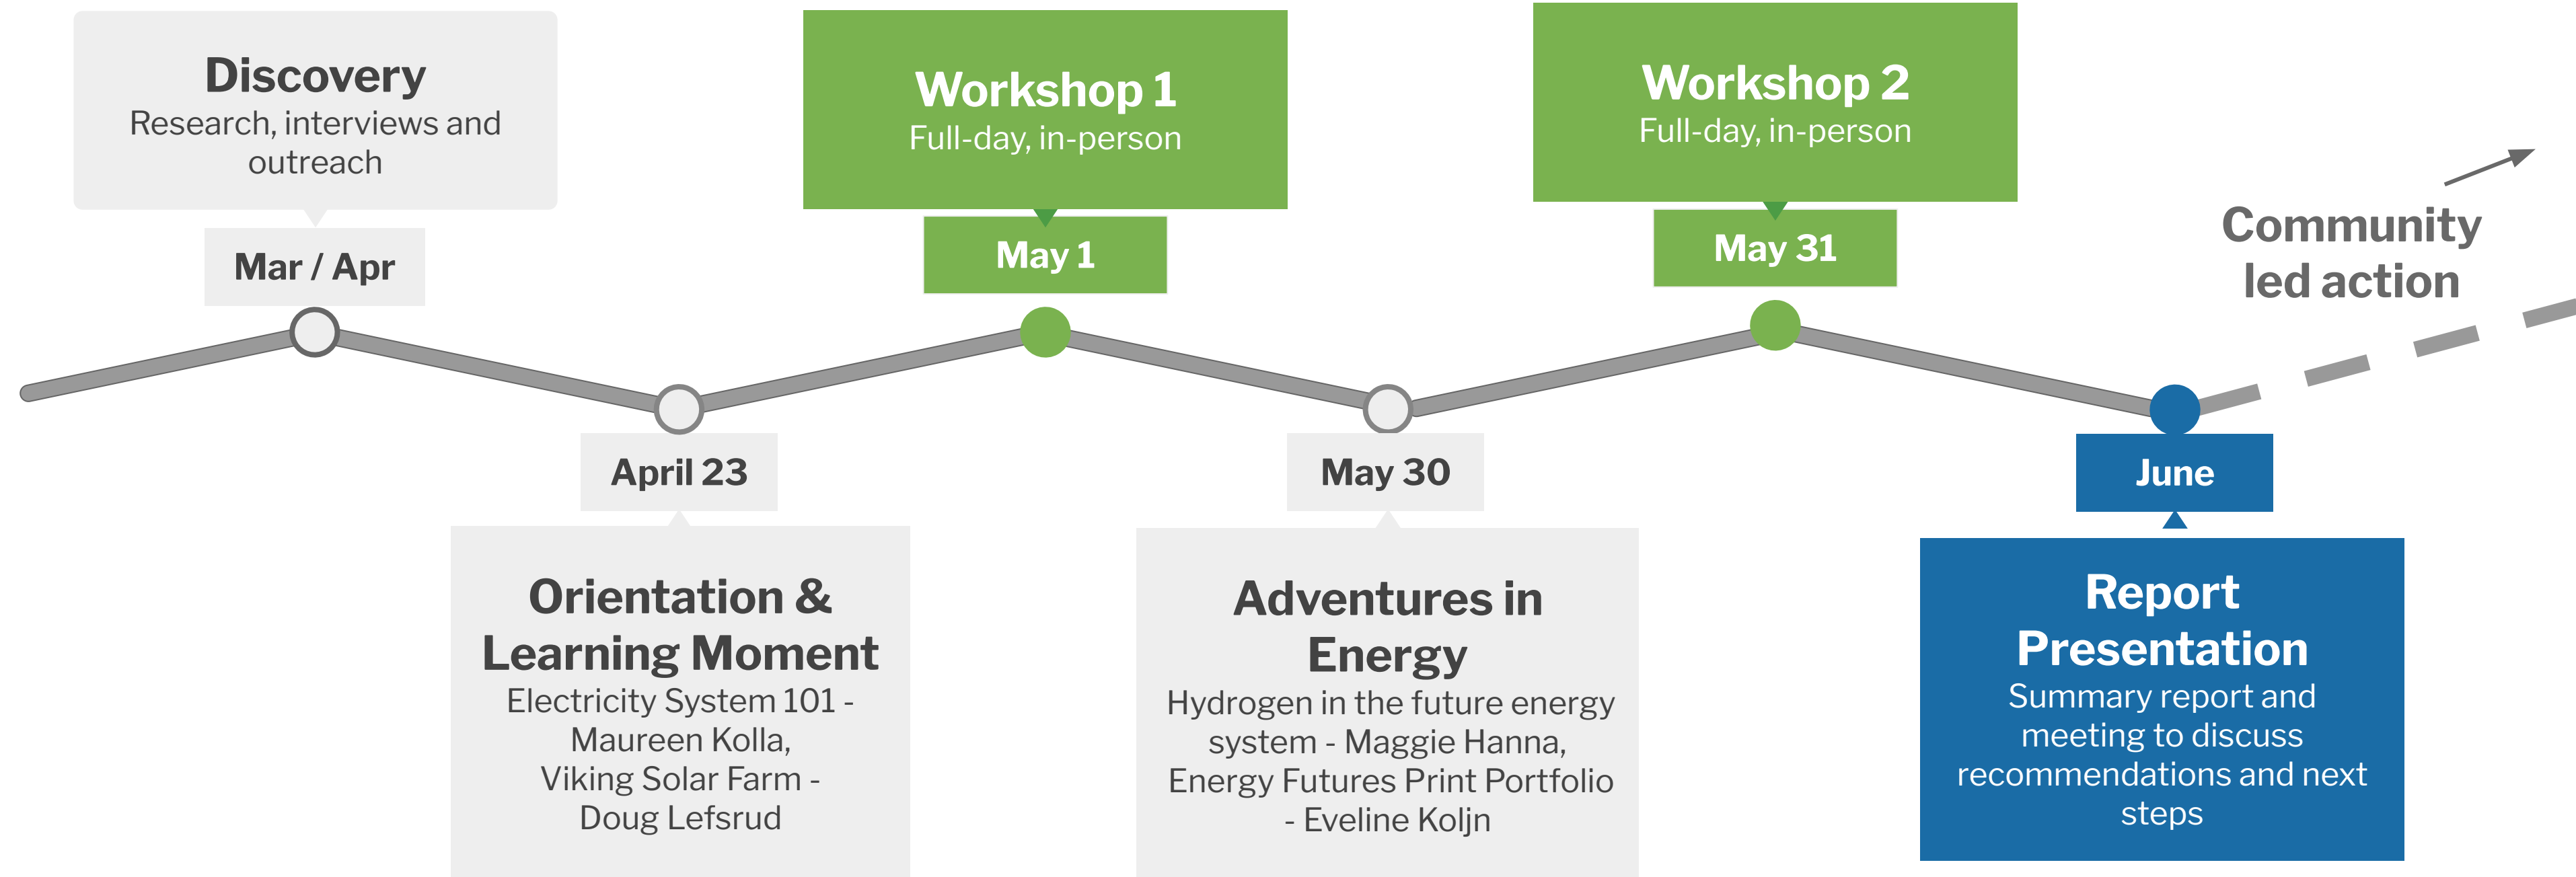 Discovery
Research, interviews and
outreach
Mar / Apr
April 23
Orientation &
Learning Moment
Electricity System 101 -
Maureen Kolla,
Viking Solar Farm -
Doug Lefsrud
Workshop 1
Full-day, in-person
May 1
May 30
Adventures in
Energy
Hydrogen in the future energy
system - Maggie Hanna,
Energy Futures Print Portfolio
- Eveline Koljn
Workshop 2
Full-day, in-person
May 31
June
Report
Presentation
Summary report and
meeting to discuss
recommendations and next
steps
Community
led action